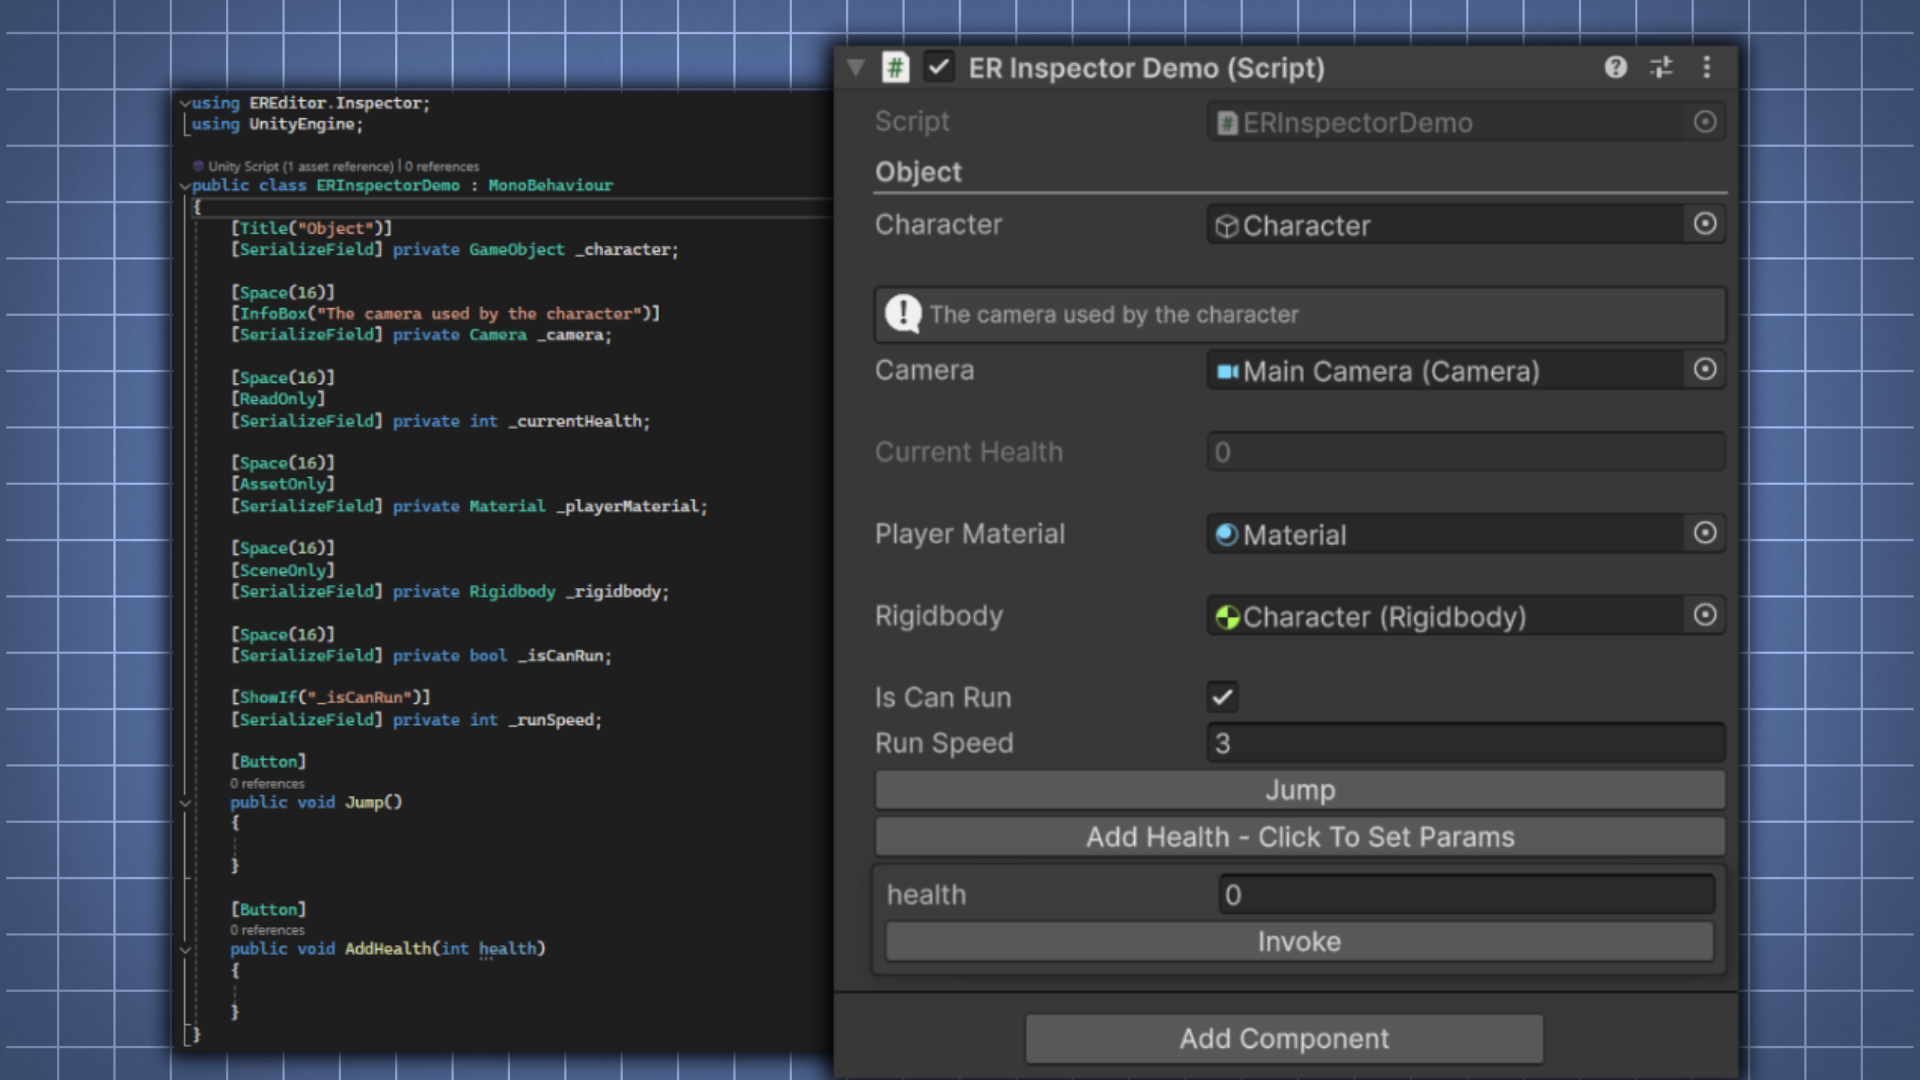 using EREditor.Inspector;
using UnityEngine;
Unity Script (1 asset reference) | 0 references
public class ERInspectorDemo : MonoBehaviour
{
[Title("Object")]
[SerializeField] private GameObject _character;
[Space(16)]
[InfoBox("The camera used by the character")]
[SerializeField] private Camera _camera;
[Space(16)]
[ReadOnly]
[SerializeField] private int _currentHealth;
[Space(16)]
[AssetOnly]
[SerializeField] private Material _playerMaterial;
[Space(16)]
[SceneOnly]
[SerializeField] private Rigidbody _rigidbody;
[Space(16)]
[SerializeField] private bool _isCanRun;
[ShowIf("_isCanRun")]
[SerializeField] private int _runSpeed;
[Button]
0 references
public void Jump()
{
}
[Button]
0 references
public void AddHealth(int health)
{
}
}
# ER Inspector Demo (Script)
Script # ERInspectorDemo
Object
Character Character
! The camera used by the character
Camera Main Camera (Camera)
Current Health 0
Player Material Material
Rigidbody Character (Rigidbody)
Is Can Run
Run Speed 3
Jump
Add Health - Click To Set Params
health 0
Invoke
Add Component